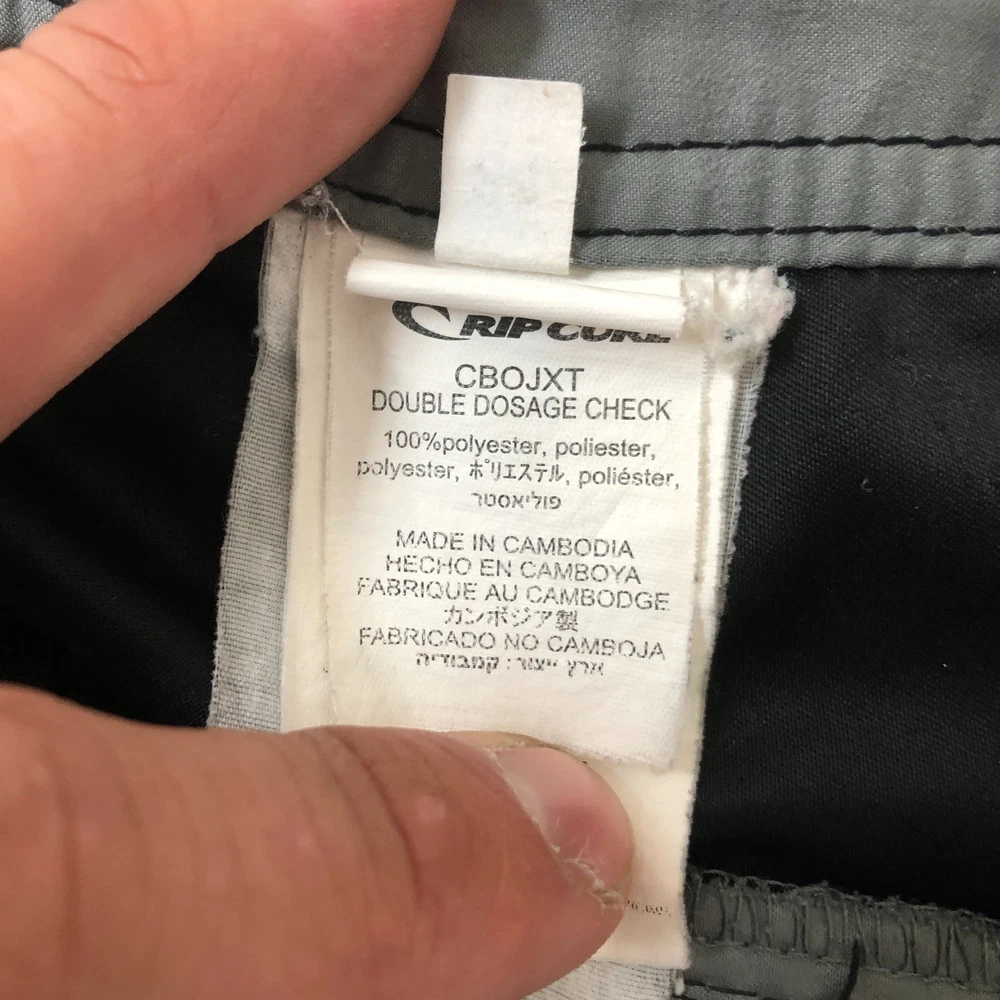 RIP CURL
CBOJXT
DOUBLE DOSAGE CHECK
100%polyester, poliester,
polyester, ポリエステル, poliéster,
פוליאסטר
MADE IN CAMBODIA
HECHO EN CAMBOYA
FABRIQUE AU CAMBODGE
カンボジア製
FABRICADO NO CAMBOJA
ארץ ייצור: קמבודיה